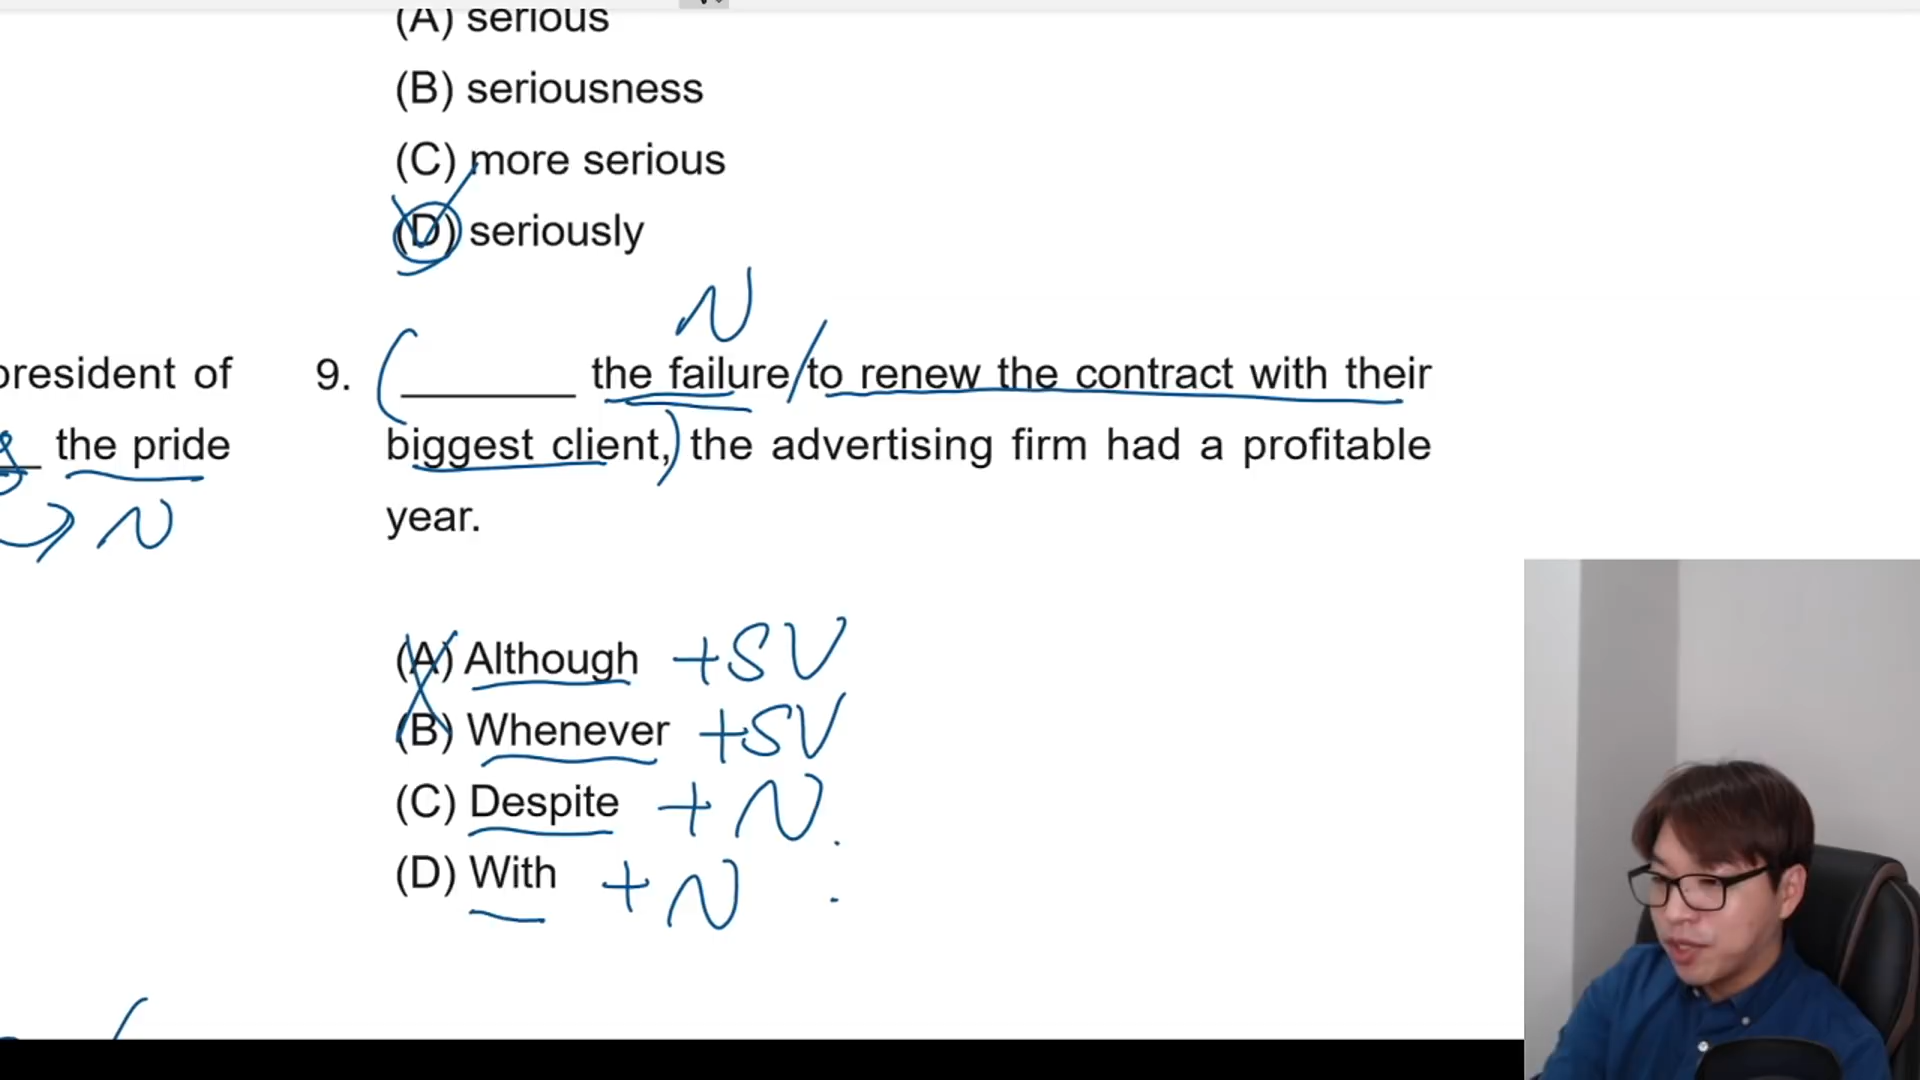 (A) serious
(B) seriousness
(C) more serious
(D) seriously
N
president of
the pride
N
9. ________ the failure to renew the contract with their
biggest client, the advertising firm had a profitable
year.
(A) Although +SV
(B) Whenever +SV
(C) Despite +N
(D) With +N